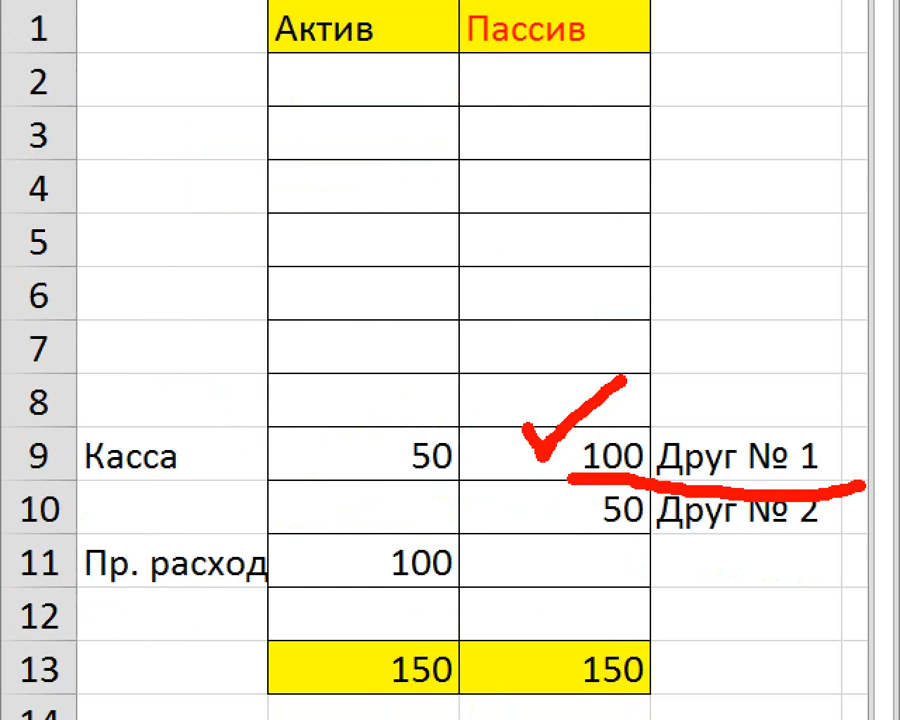 1 Актив Пассив
2
3
4
5
6
7
8
9 Касса 50 100 Друг № 1
10 50 Друг № 2
11 Пр. расход 100
12
13 150 150
14